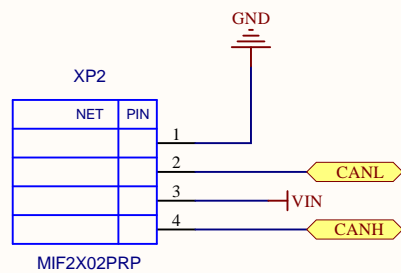 GND
XP2
NET PIN
1
2 CANL
3 VIN
4 CANH
MIF2X02PRP